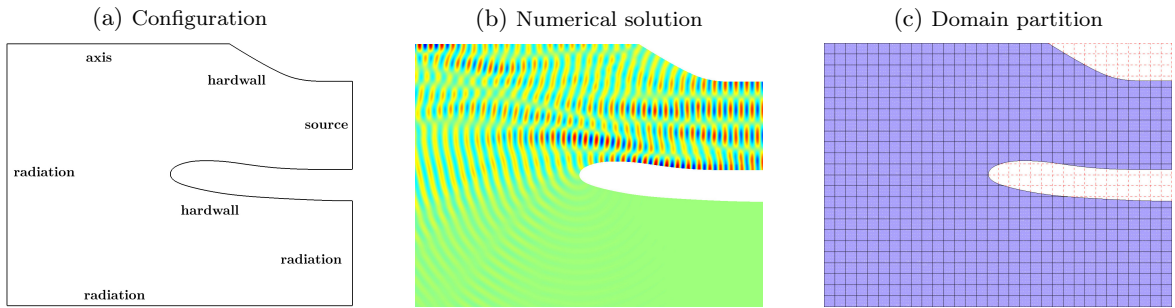 (a) Configuration
(b) Numerical solution
(c) Domain partition
axis
hardwall
source
radiation
hardwall
radiation
radiation